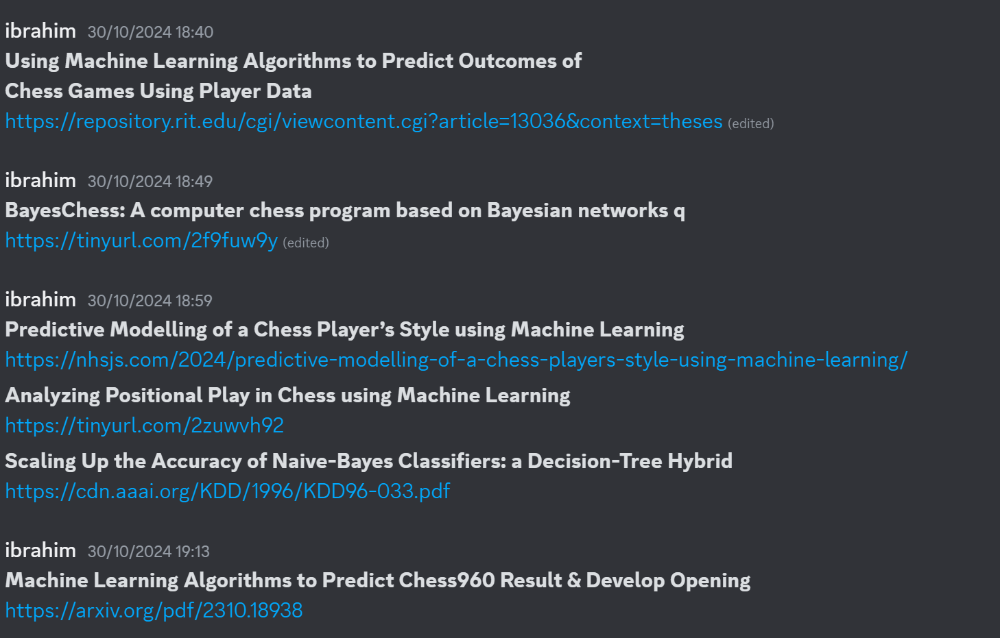 ibrahim 30/10/2024 18:40
Using Machine Learning Algorithms to Predict Outcomes of
Chess Games Using Player Data
https://repository.rit.edu/cgi/viewcontent.cgi?article=13036&context=theses (edited)
ibrahim 30/10/2024 18:49
BayesChess: A computer chess program based on Bayesian networks q
https://tinyurl.com/2f9fuw9y (edited)
ibrahim 30/10/2024 18:59
Predictive Modelling of a Chess Player’s Style using Machine Learning
https://nhsjs.com/2024/predictive-modelling-of-a-chess-players-style-using-machine-learning/
Analyzing Positional Play in Chess using Machine Learning
https://tinyurl.com/2zuwvh92
Scaling Up the Accuracy of Naive-Bayes Classifiers: a Decision-Tree Hybrid
https://cdn.aaai.org/KDD/1996/KDD96-033.pdf
ibrahim 30/10/2024 19:13
Machine Learning Algorithms to Predict Chess960 Result & Develop Opening
https://arxiv.org/pdf/2310.18938